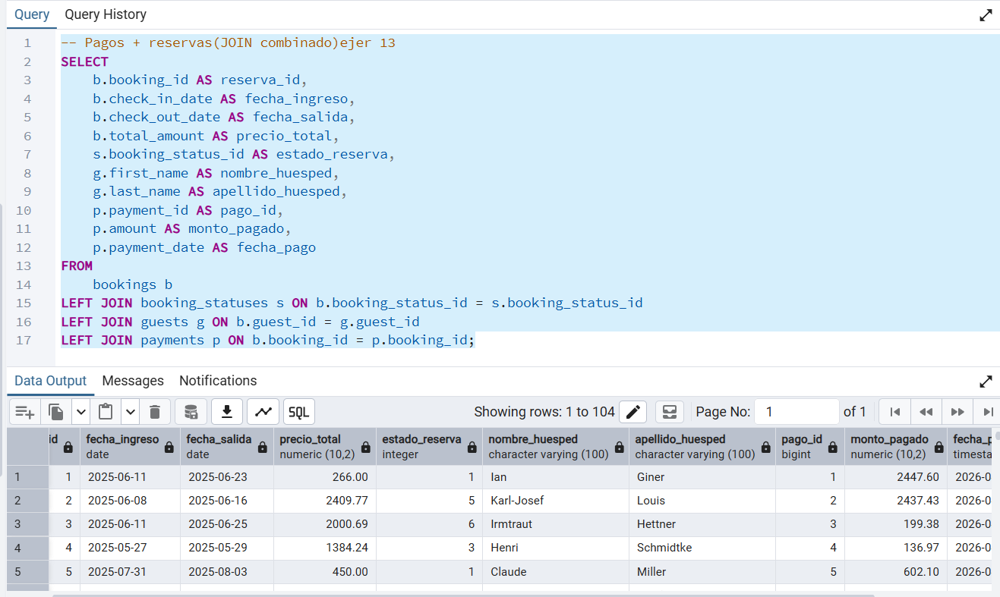 Query Query History
1 -- Pagos + reservas(JOIN combinado)ejer 13
2 SELECT
3 b.booking_id AS reserva_id,
4 b.check_in_date AS fecha_ingreso,
5 b.check_out_date AS fecha_salida,
6 b.total_amount AS precio_total,
7 s.booking_status_id AS estado_reserva,
8 g.first_name AS nombre_huesped,
9 g.last_name AS apellido_huesped,
10 p.payment_id AS pago_id,
11 p.amount AS monto_pagado,
12 p.payment_date AS fecha_pago
13 FROM
14 bookings b
15 LEFT JOIN booking_statuses s ON b.booking_status_id = s.booking_status_id
16 LEFT JOIN guests g ON b.guest_id = g.guest_id
17 LEFT JOIN payments p ON b.booking_id = p.booking_id;
Data Output Messages Notifications
SQL Showing rows: 1 to 104 Page No: 1 of 1
id fecha_ingreso fecha_salida precio_total estado_reserva nombre_huesped apellido_huesped pago_id monto_pagado fecha_p
date date numeric (10,2) integer character varying (100) character varying (100) bigint numeric (10,2) timesta
1 1 2025-06-11 2025-06-23 266.00 1 Ian Giner 1 2447.60 2026-0
2 2 2025-06-08 2025-06-16 2409.77 5 Karl-Josef Louis 2 2437.43 2026-0
3 3 2025-06-11 2025-06-25 2000.69 6 Irmtraut Hettner 3 199.38 2026-0
4 4 2025-05-27 2025-05-29 1384.24 3 Henri Schmidtke 4 136.97 2026-0
5 5 2025-07-31 2025-08-03 450.00 1 Claude Miller 5 602.10 2026-0